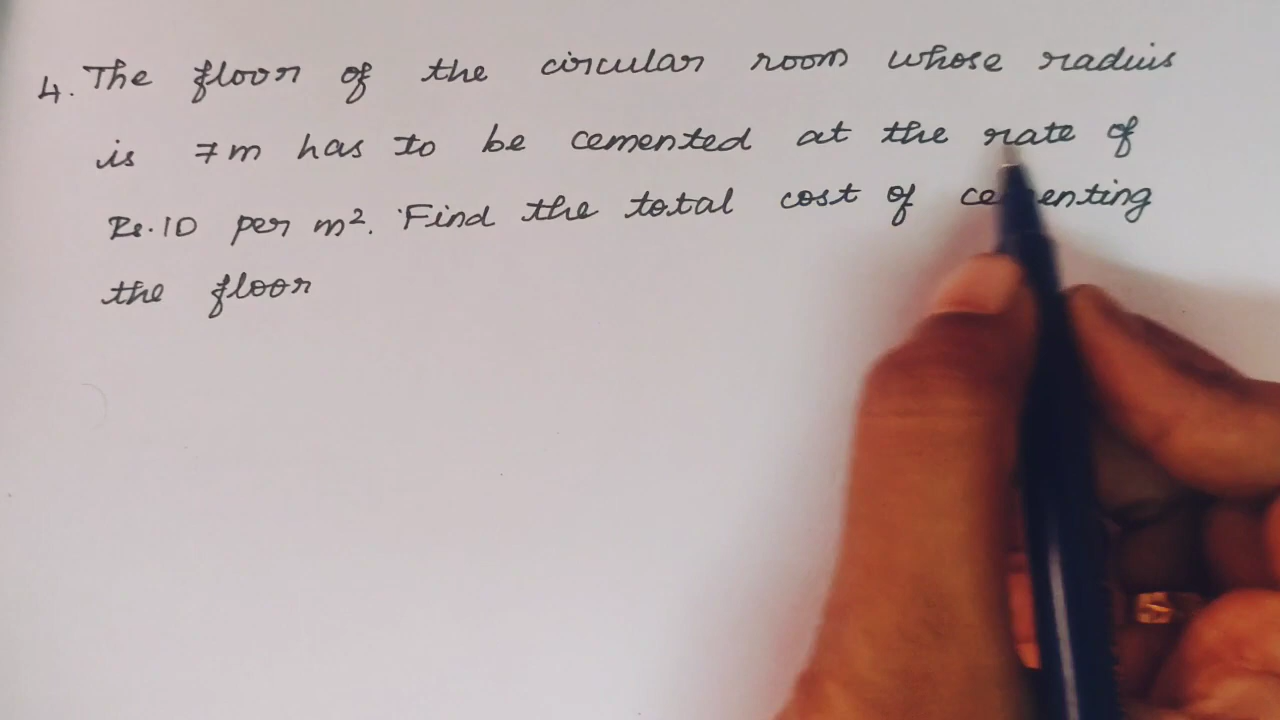 4. The floor of the circular room whose radius
is 7m has to be cemented at the rate of
Rs.10 per m². Find the total cost of cementing
the floor